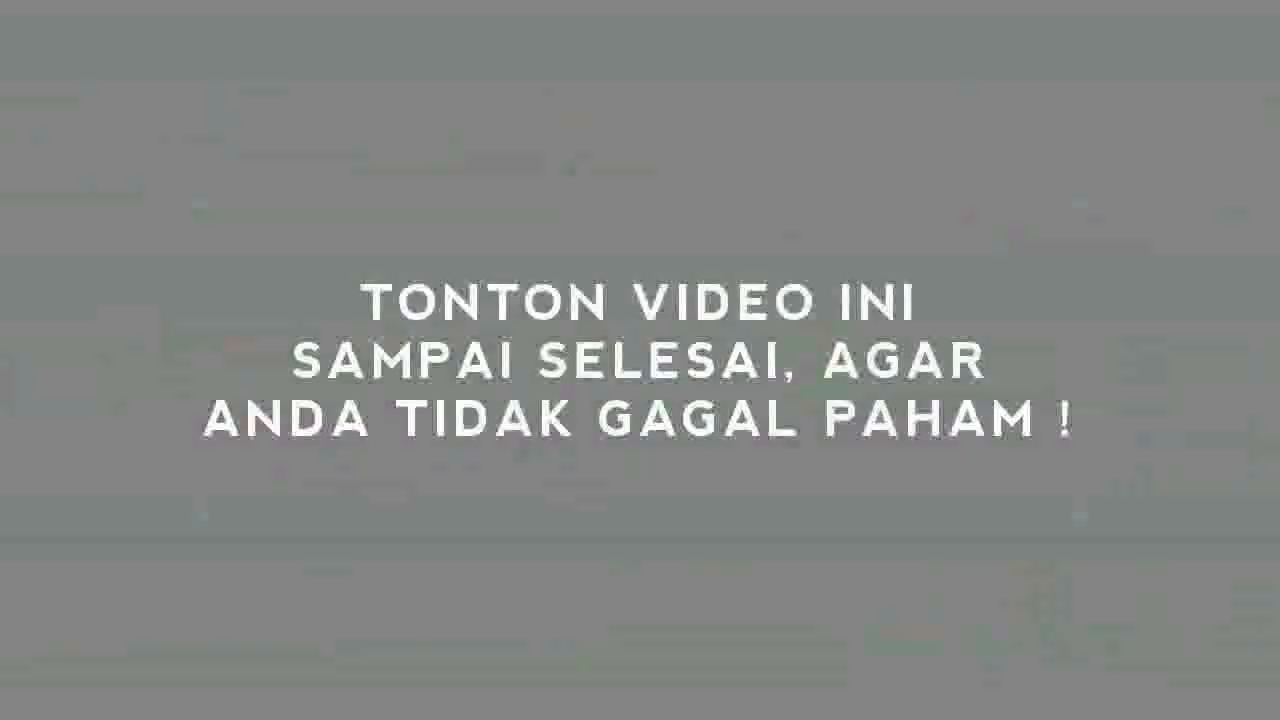 TONTON VIDEO INI
SAMPAI SELESAI, AGAR
ANDA TIDAK GAGAL PAHAM !